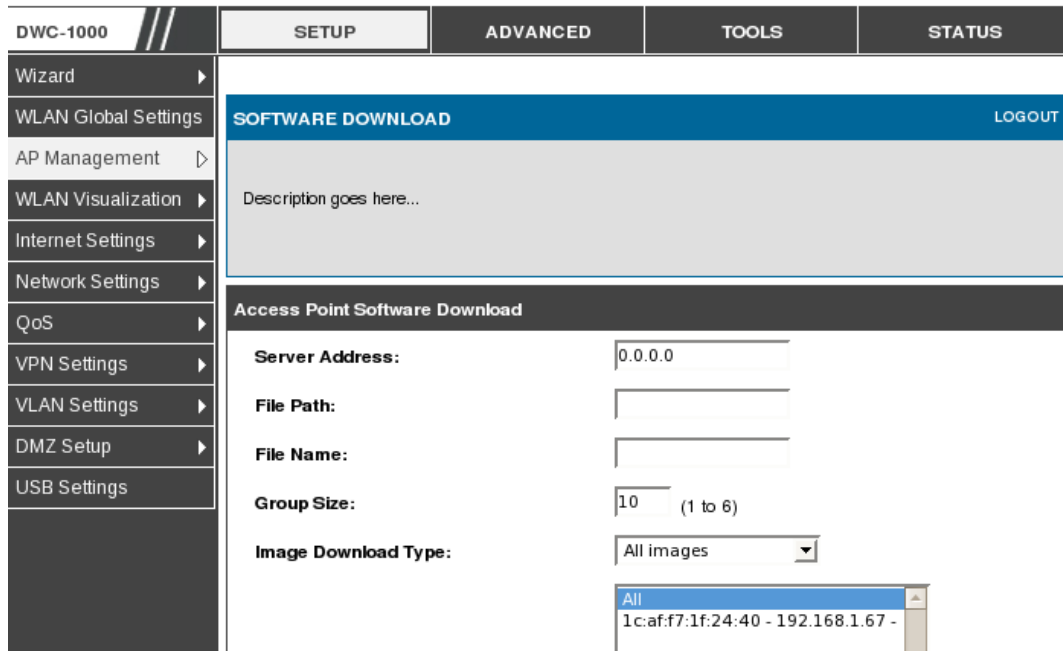 DWC-1000
SETUP
ADVANCED
TOOLS
STATUS
Wizard
WLAN Global Settings
AP Management
WLAN Visualization
Internet Settings
Network Settings
QoS
VPN Settings
VLAN Settings
DMZ Setup
USB Settings
SOFTWARE DOWNLOAD
LOGOUT
Description goes here...
Access Point Software Download
Server Address: 0.0.0.0
File Path:
File Name:
Group Size: 10 (1 to 6)
Image Download Type: All images
All
1c:af:f7:1f:24:40 - 192.168.1.67 -